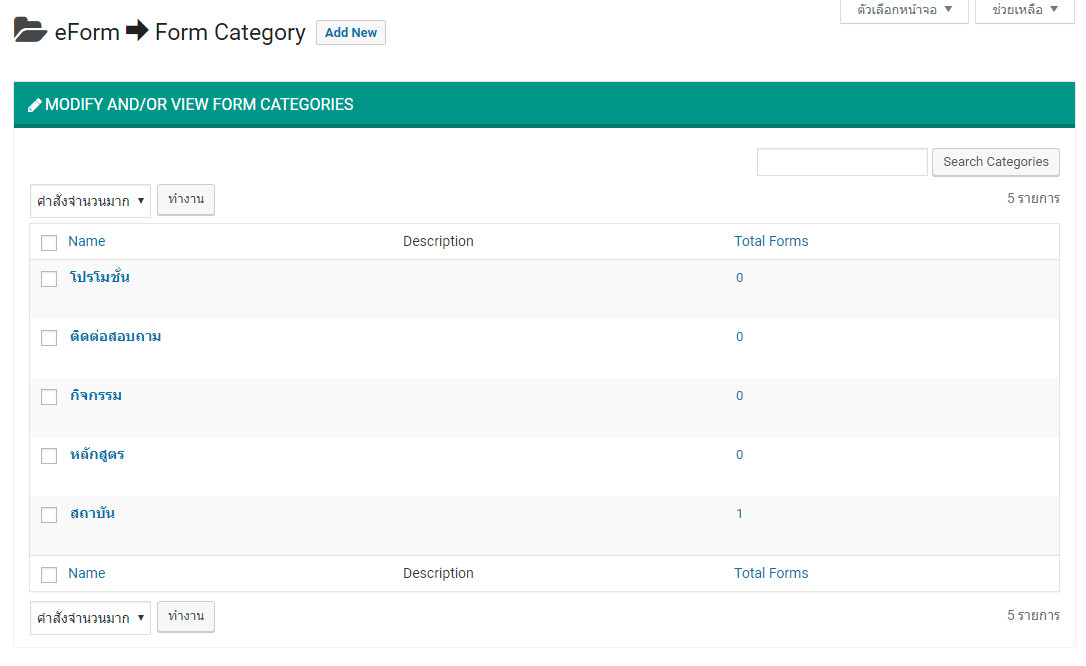 ตัวเลือกหน้าจอ ▼ ช่วยเหลือ ▼
eForm ➡ Form Category Add New
MODIFY AND/OR VIEW FORM CATEGORIES
Search Categories
คำสั่งจำนวนมาก ▼ ทำงาน 5 รายการ
Name Description Total Forms
โปรโมชั่น 0
ติดต่อสอบถาม 0
กิจกรรม 0
หลักสูตร 0
สถาบัน 1
Name Description Total Forms
คำสั่งจำนวนมาก ▼ ทำงาน 5 รายการ